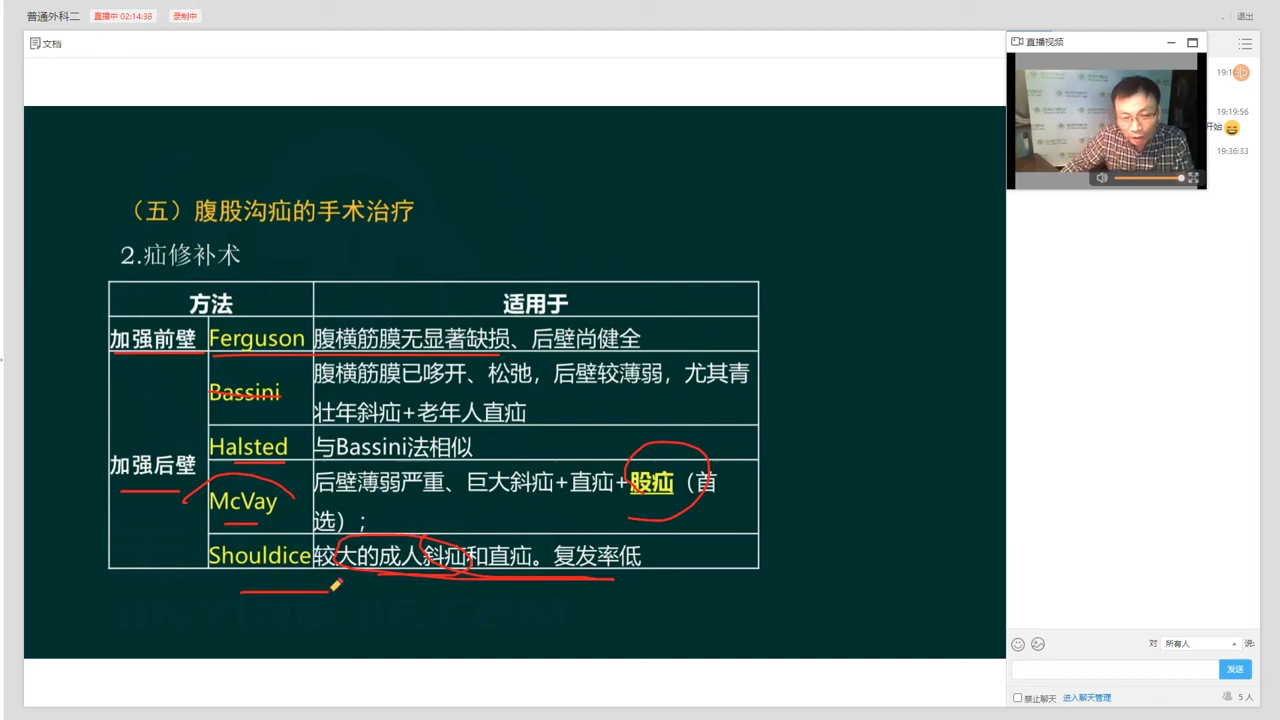 普通外科二 直播中 02:14:38 录制中 退出
文档
直播视频
19:1
19:19:56
开始
19:36:33
（五）腹股沟疝的手术治疗
2.疝修补术
方法 适用于
加强前壁 Ferguson 腹横筋膜无显著缺损、后壁尚健全
加强后壁
Bassini 腹横筋膜已哆开、松弛，后壁较薄弱，尤其青
壮年斜疝+老年人直疝
Halsted 与Bassini法相似
McVay 后壁薄弱严重、巨大斜疝+直疝+股疝（首
选）；
Shouldice 较大的成人斜疝和直疝。复发率低
对 所有人 说:
发送
禁止聊天 进入聊天管理 5 人